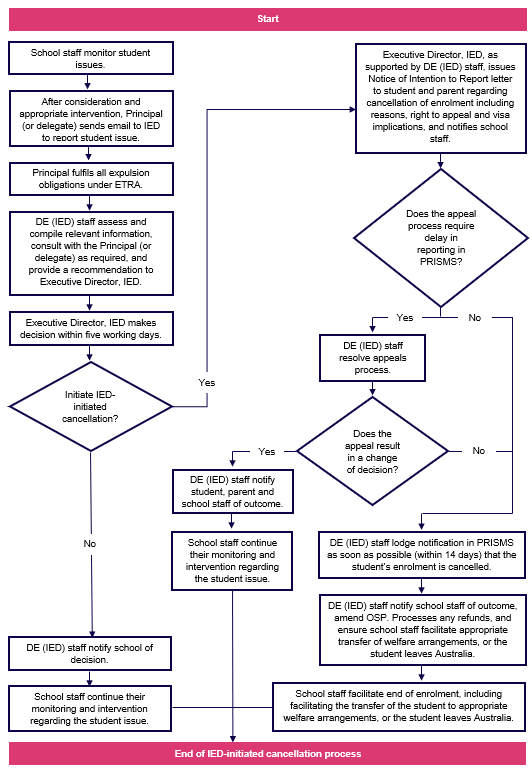 Start
School staff monitor student
issues.
After consideration and
appropriate intervention, Principal
(or delegate) sends email to IED
to report student issue.
Principal fulfils all expulsion
obligations under ETRA.
DE (IED) staff assess and
compile relevant information,
consult with the Principal (or
delegate) as required, and
provide a recommendation to
Executive Director, IED.
Executive Director, IED makes
decision within five working days.
Initiate IED-
initiated
cancellation?
Yes
No
DE (IED) staff notify school of
decision.
School staff continue their
monitoring and intervention
regarding the student issue.
Executive Director, IED, as
supported by DE (IED) staff, issues
Notice of Intention to Report letter
to student and parent regarding
cancellation of enrolment including
reasons, right to appeal and visa
implications, and notifies school
staff.
Does the appeal
process require
delay in
reporting in
PRISMS?
Yes
No
DE (IED) staff
resolve appeals
process.
Does the
appeal result
in a change
of decision?
Yes
No
DE (IED) staff notify
student, parent and
school staff of outcome.
School staff continue
their monitoring and
intervention regarding
the student issue.
DE (IED) staff lodge notification in PRISMS
as soon as possible (within 14 days) that the
student's enrolment is cancelled.
DE (IED) staff notify school staff of outcome,
amend OSP. Processes any refunds, and
ensure school staff facilitate appropriate
transfer of welfare arrangements, or the
student leaves Australia.
School staff facilitate end of enrolment, including
facilitating the transfer of the student to appropriate
welfare arrangements, or the student leaves Australia.
End of IED-initiated cancellation process